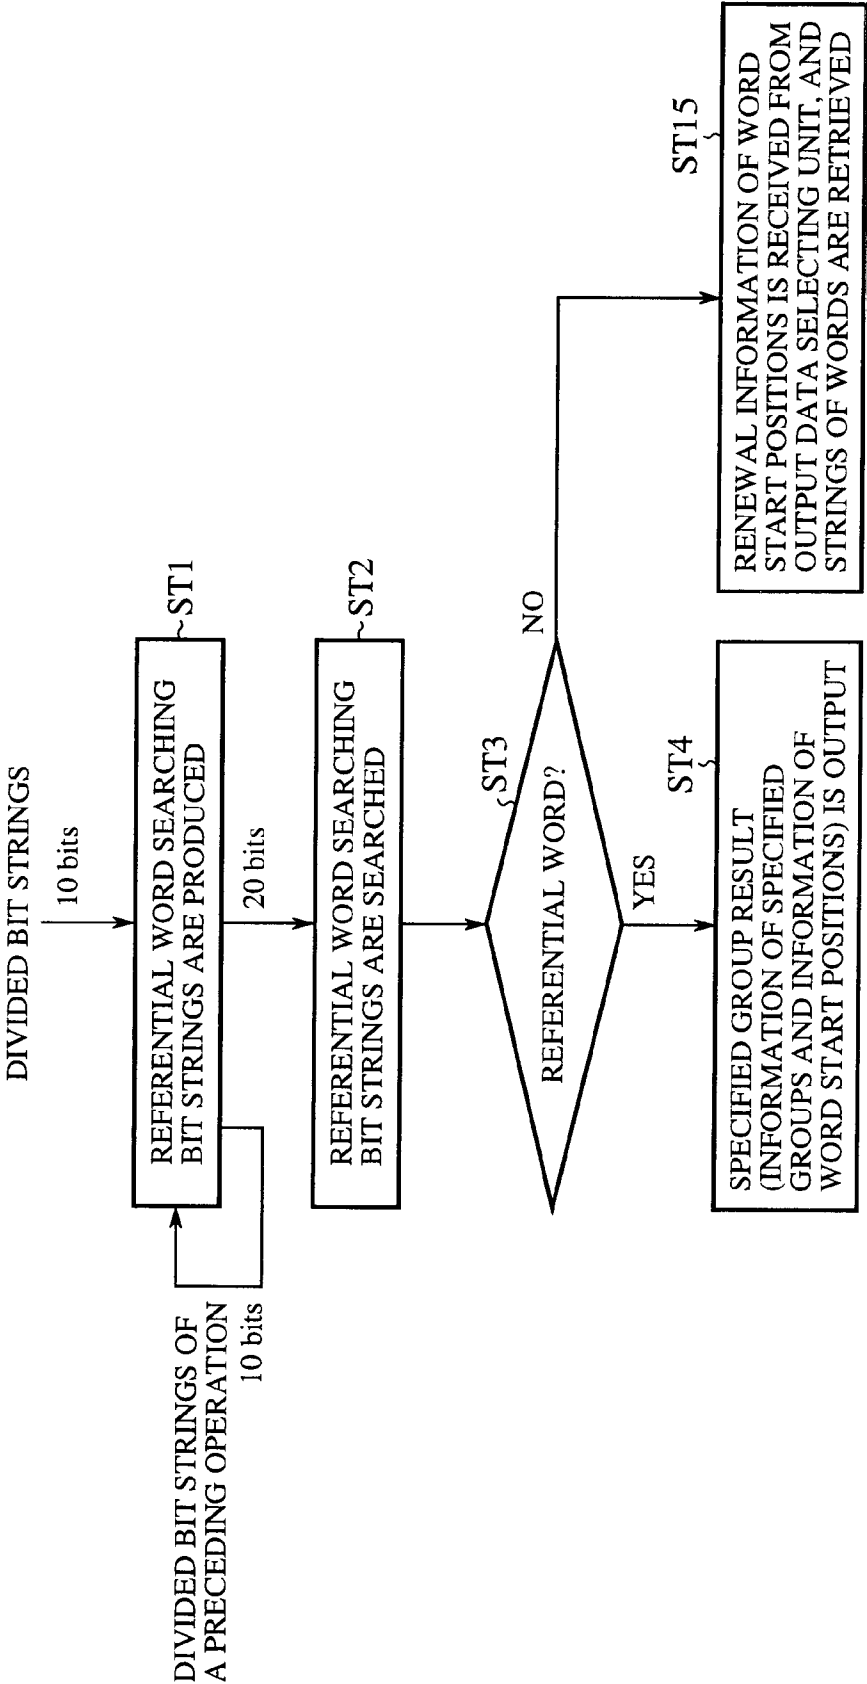 DIVIDED BIT STRINGS
10 bits
REFERENTIAL WORD SEARCHING
BIT STRINGS ARE PRODUCED
ST1
DIVIDED BIT STRINGS OF
A PRECEDING OPERATION
10 bits
20 bits
REFERENTIAL WORD SEARCHING
BIT STRINGS ARE SEARCHED
ST2
REFERENTIAL WORD?
ST3
NO
YES
SPECIFIED GROUP RESULT
(INFORMATION OF SPECIFIED
GROUPS AND INFORMATION OF
WORD START POSITIONS) IS OUTPUT
ST4
RENEWAL INFORMATION OF WORD
START POSITIONS IS RECEIVED FROM
OUTPUT DATA SELECTING UNIT, AND
STRINGS OF WORDS ARE RETRIEVED
ST15